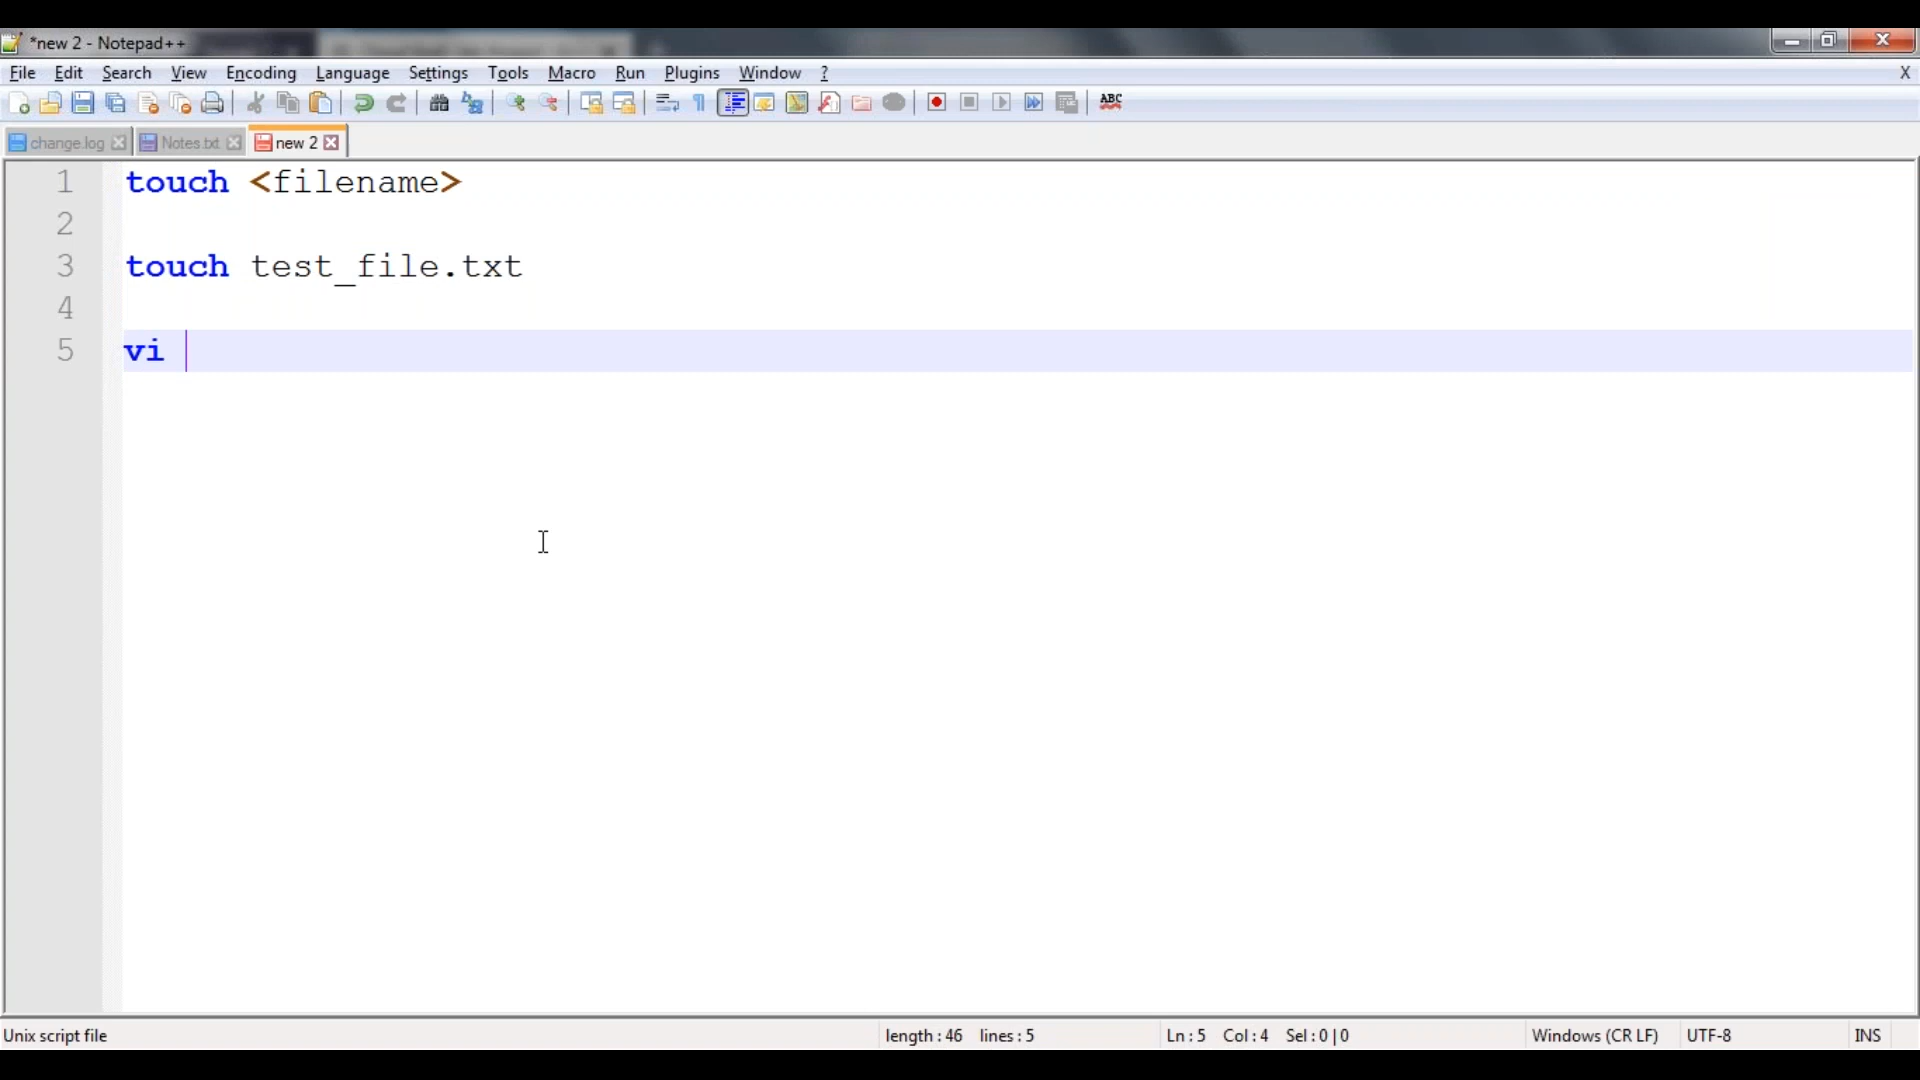 *new 2 - Notepad++
File Edit Search View Encoding Language Settings Tools Macro Run Plugins Window ? X
ABC
change.log Notes.txt new 2
1 touch <filename>
2
3 touch test_file.txt
4
5 vi
Unix script file length : 46 lines : 5 Ln : 5 Col : 4 Sel : 0 | 0 Windows (CR LF) UTF-8 INS